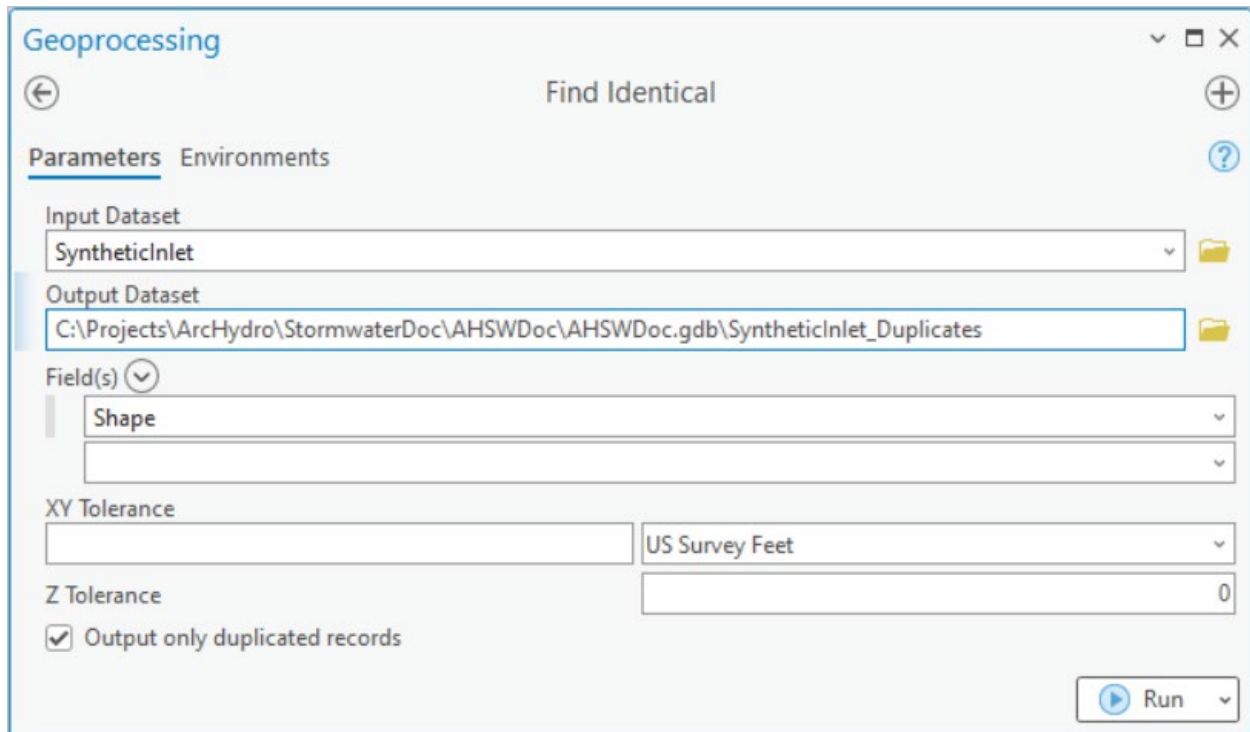 Geoprocessing
Find Identical
Parameters Environments
Input Dataset
SyntheticInlet
Output Dataset
C:\Projects\ArcHydro\StormwaterDoc\AHSWDoc\AHSWDoc.gdb\SyntheticInlet_Duplicates
Field(s)
Shape
XY Tolerance
US Survey Feet
Z Tolerance 0
Output only duplicated records
Run